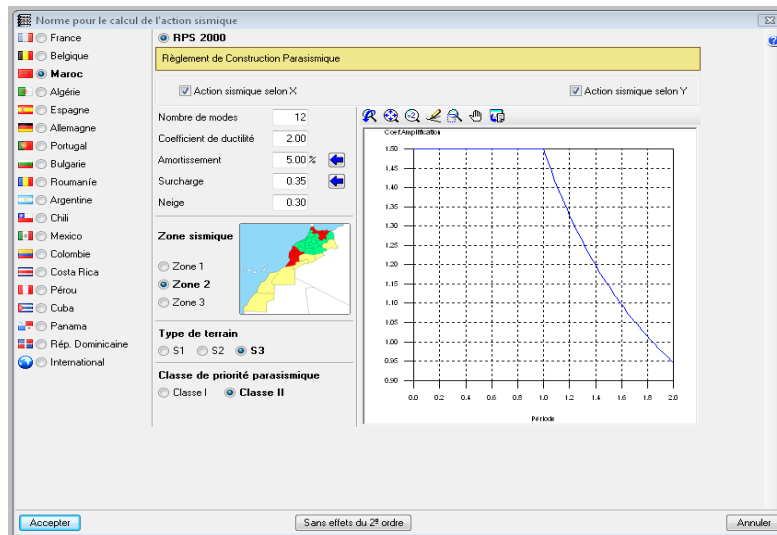 Norme pour le calcul de l'action sismique
France
Belgique
Maroc
Algérie
Espagne
Allemagne
Portugal
Bulgarie
Roumaníe
Argentine
Chili
Mexico
Colombie
Costa Rica
Pérou
Cuba
Panama
Rép. Dominicaine
International
RPS 2000
Règlement de Construction Parasismique
Action sismique selon X
Action sismique selon Y
Nombre de modes 12
Coefficient de ductilité 2.00
Amortissement 5.00 %
Surcharge 0.35
Neige 0.30
Zone sismique
Zone 1
Zone 2
Zone 3
Type de terrain
S1 S2 S3
Classe de priorité parasismique
Classe I Classe II
Coef.Amplification
1.50
1.45
1.40
1.35
1.30
1.25
1.20
1.15
1.10
1.05
1.00
0.95
0.90
0.0 0.2 0.4 0.6 0.8 1.0 1.2 1.4 1.6 1.8 2.0
Période
Accepter
Sans effets du 2ª ordre
Annuler